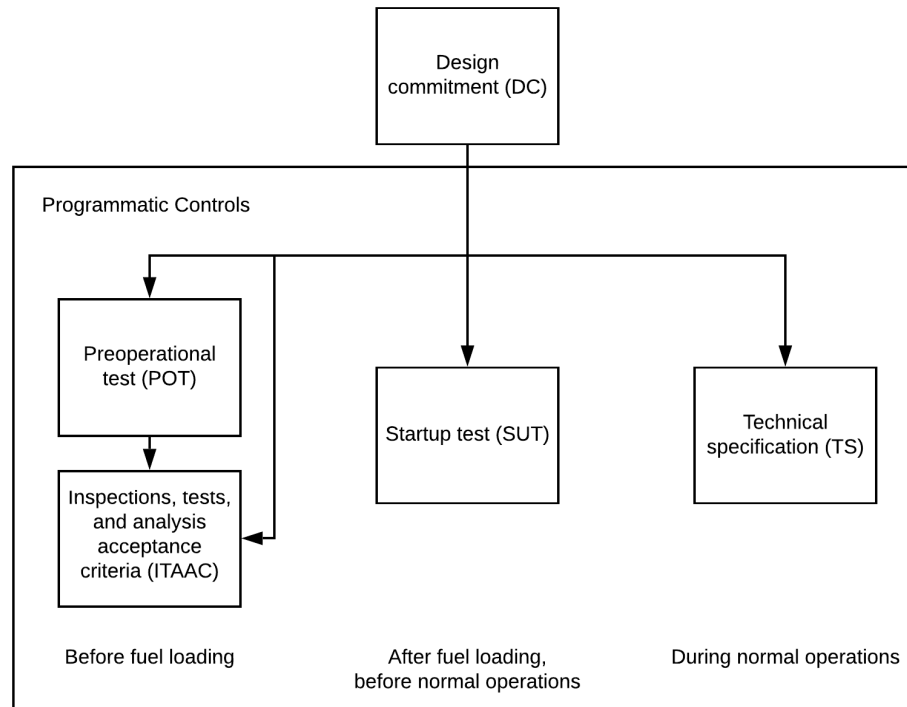 Design
commitment (DC)
Programmatic Controls
Preoperational
test (POT)
Inspections, tests,
and analysis
acceptance
criteria (ITAAC)
Startup test (SUT)
Technical
specification (TS)
Before fuel loading
After fuel loading,
before normal operations
During normal operations